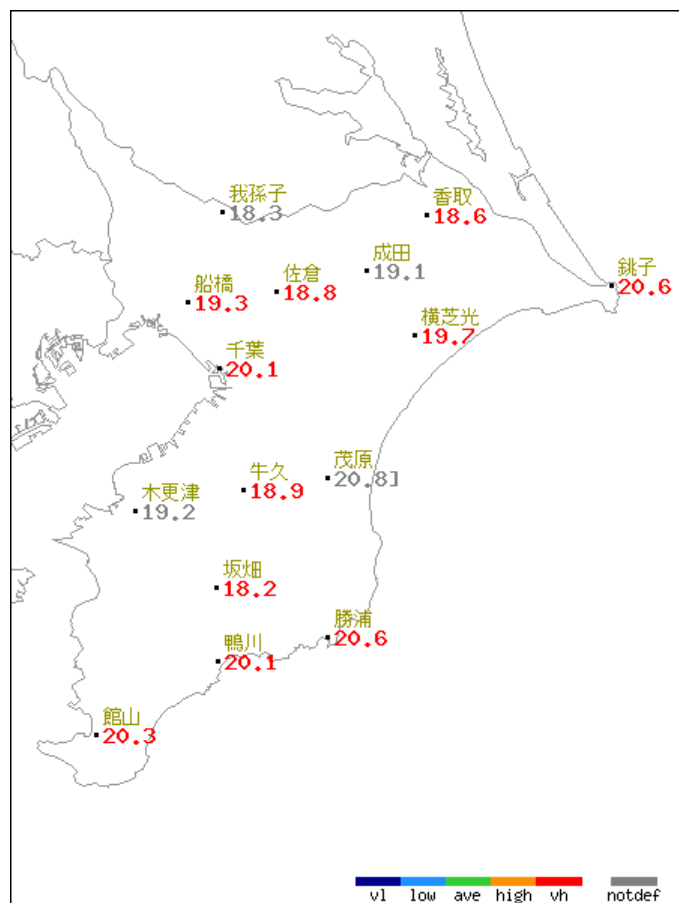 我孫子
18.3
香取
18.6
成田
19.1
銚子
20.6
船橋
19.3
佐倉
18.8
横芝光
19.7
千葉
20.1
茂原
20.8]
牛久
18.9
木更津
19.2
坂畑
18.2
勝浦
20.6
鴨川
20.1
館山
20.3
vl low ave high vh notdef